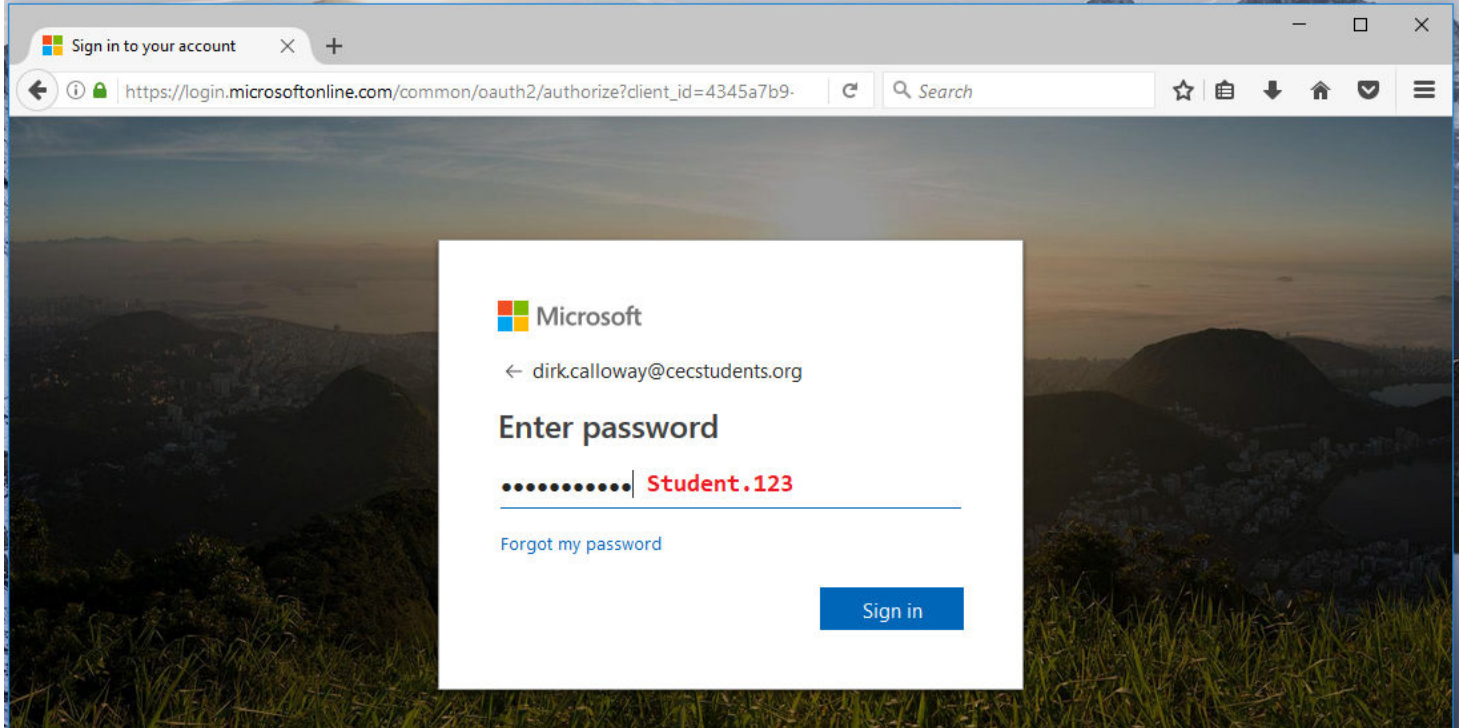 Sign in to your account
https://login.microsoftonline.com/common/oauth2/authorize?client_id=4345a7b9-
Search
Microsoft
dirk.calloway@cecstudents.org
Enter password
••••••••••• Student.123
Forgot my password
Sign in